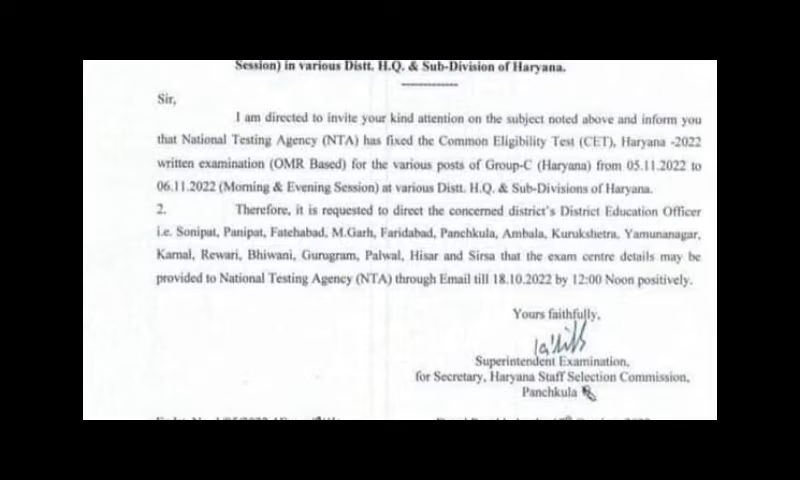 Session) in various Distt. H.Q. & Sub-Division of Haryana.
Sir,
I am directed to invite your kind attention on the subject noted above and inform you
that National Testing Agency (NTA) has fixed the Common Eligibility Test (CET), Haryana -2022
written examination (OMR Based) for the various posts of Group-C (Haryana) from 05.11.2022 to
06.11.2022 (Morning & Evening Session) at various Distt. H.Q. & Sub-Divisions of Haryana.
2. Therefore, it is requested to direct the concerned district's District Education Officer
i.e. Sonipat, Panipat, Fatehabad, M.Garh, Faridabad, Panchkula, Ambala, Kurukshetra, Yamunanagar,
Karnal, Rewari, Bhiwani, Gurugram, Palwal, Hisar and Sirsa that the exam centre details may be
provided to National Testing Agency (NTA) through Email till 18.10.2022 by 12:00 Noon positively.
Yours faithfully,
Superintendent Examination,
for Secretary, Haryana Staff Selection Commission,
Panchkula